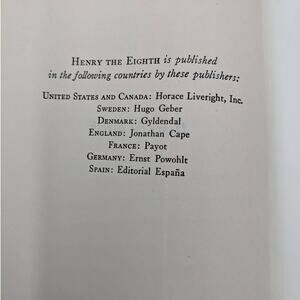 HENRY THE EIGHTH is published
in the following countries by these publishers:
UNITED STATES AND CANADA: Horace Liveright, Inc.
SWEDEN: Hugo Geber
DENMARK: Gyldendal
ENGLAND: Jonathan Cape
FRANCE: Payot
GERMANY: Ernst Powohlt
SPAIN: Editorial España